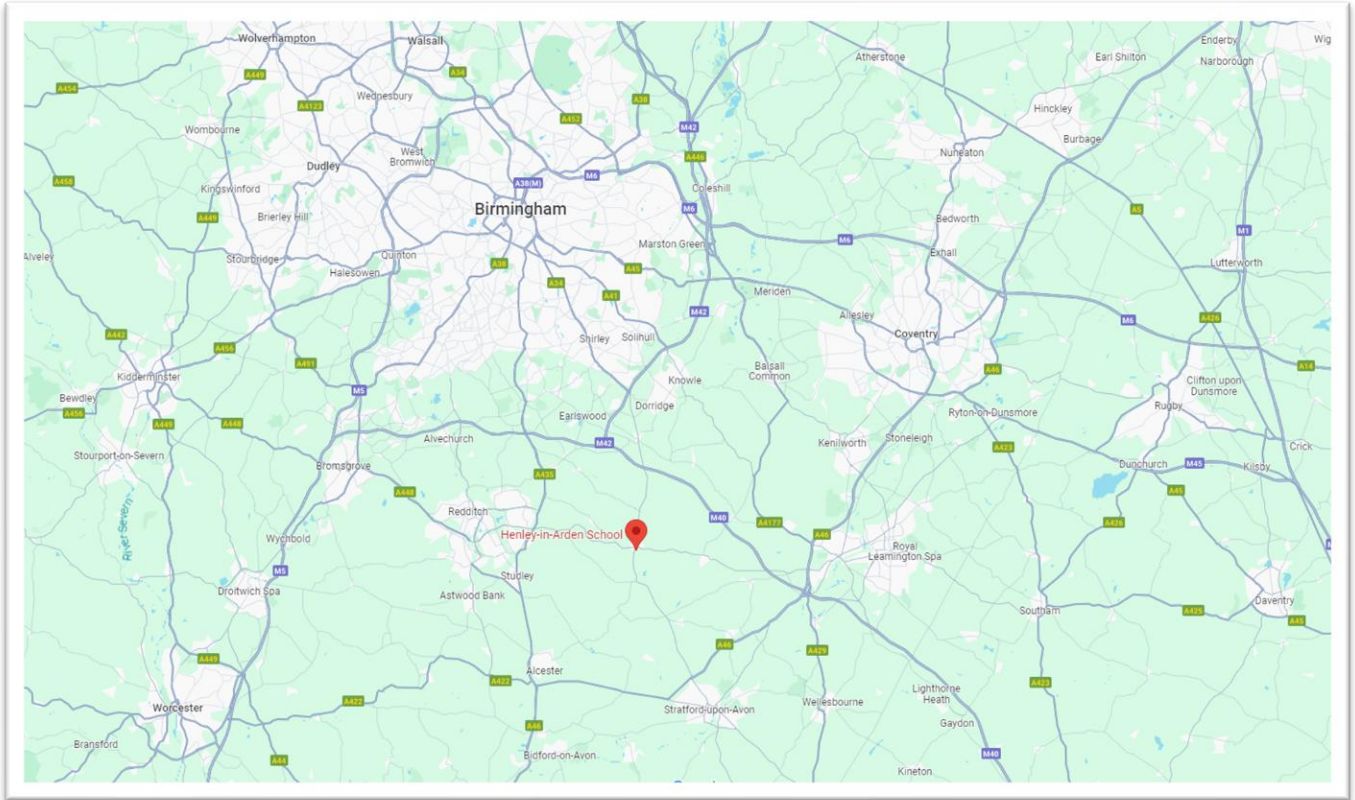 Wolverhampton
Walsall
Enderby
Wig
Atherstone
Earl Shilton
Narborough
A449
A34
A454
A4123
Wednesbury
A38
Hinckley
A452
Wombourne
M42
Burbage
West
Bromwich
Nuneaton
A446
Dudley
A458
A38(M)
M6
Kingswinford
Coleshill
Birmingham
M6
A5
A449
Brierley Hill
Bedworth
M1
Marston Green
M6
Alveley
Stourbridge
Quinton
Exhall
Halesowen
A38
A45
Lutterworth
A34
A41
Meriden
M42
Allesley
A426
M6
A442
Coventry
Shirley
Solihull
A456
A491
Balsall
Common
A46
A14
Kidderminster
Knowle
Clifton upon
Dunsmore
M5
Bewdley
Dorridge
Rugby
A456
Earlswood
Ryton-on-Dunsmore
A449
A448
Alvechurch
M42
Kenilworth
Stoneleigh
A423
Crick
Stourport-on-Severn
Bromsgrove
Dunchurch
M45
Kilsby
A435
A448
A45
River Severn
Redditch
M40
A4177
A426
Henley-in-Arden School
A46
Wychbold
Royal
Leamington Spa
M5
Studley
Droitwich Spa
Astwood Bank
Daventry
Southam
A425
A45
A46
A429
A449
Alcester
A422
A423
Lighthorne
Heath
A422
Worcester
Stratford-upon-Avon
Wellesbourne
Gaydon
A46
Bransford
Bidford-on-Avon
M40
A44
Kineton